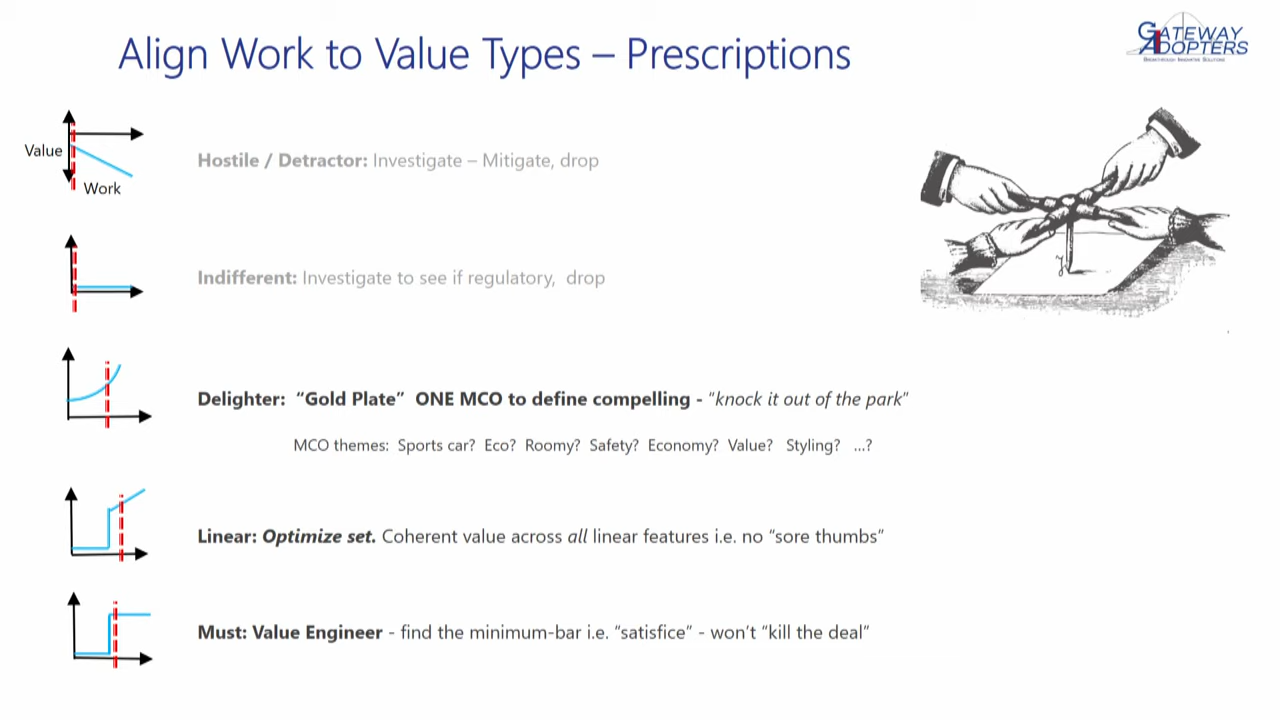 Align Work to Value Types – Prescriptions
GATEWAY
ADOPTERS
BREAKTHROUGH INNOVATIVE SOLUTIONS
Value
Work
Hostile / Detractor: Investigate – Mitigate, drop
Indifferent: Investigate to see if regulatory,  drop
Delighter:  “Gold Plate”  ONE MCO to define compelling - “knock it out of the park”
MCO themes:  Sports car?  Eco?  Roomy?  Safety?  Economy?  Value?   Styling?   ...?
Linear: Optimize set. Coherent value across all linear features i.e. no “sore thumbs”
Must: Value Engineer - find the minimum-bar i.e. “satisfice” - won’t “kill the deal”